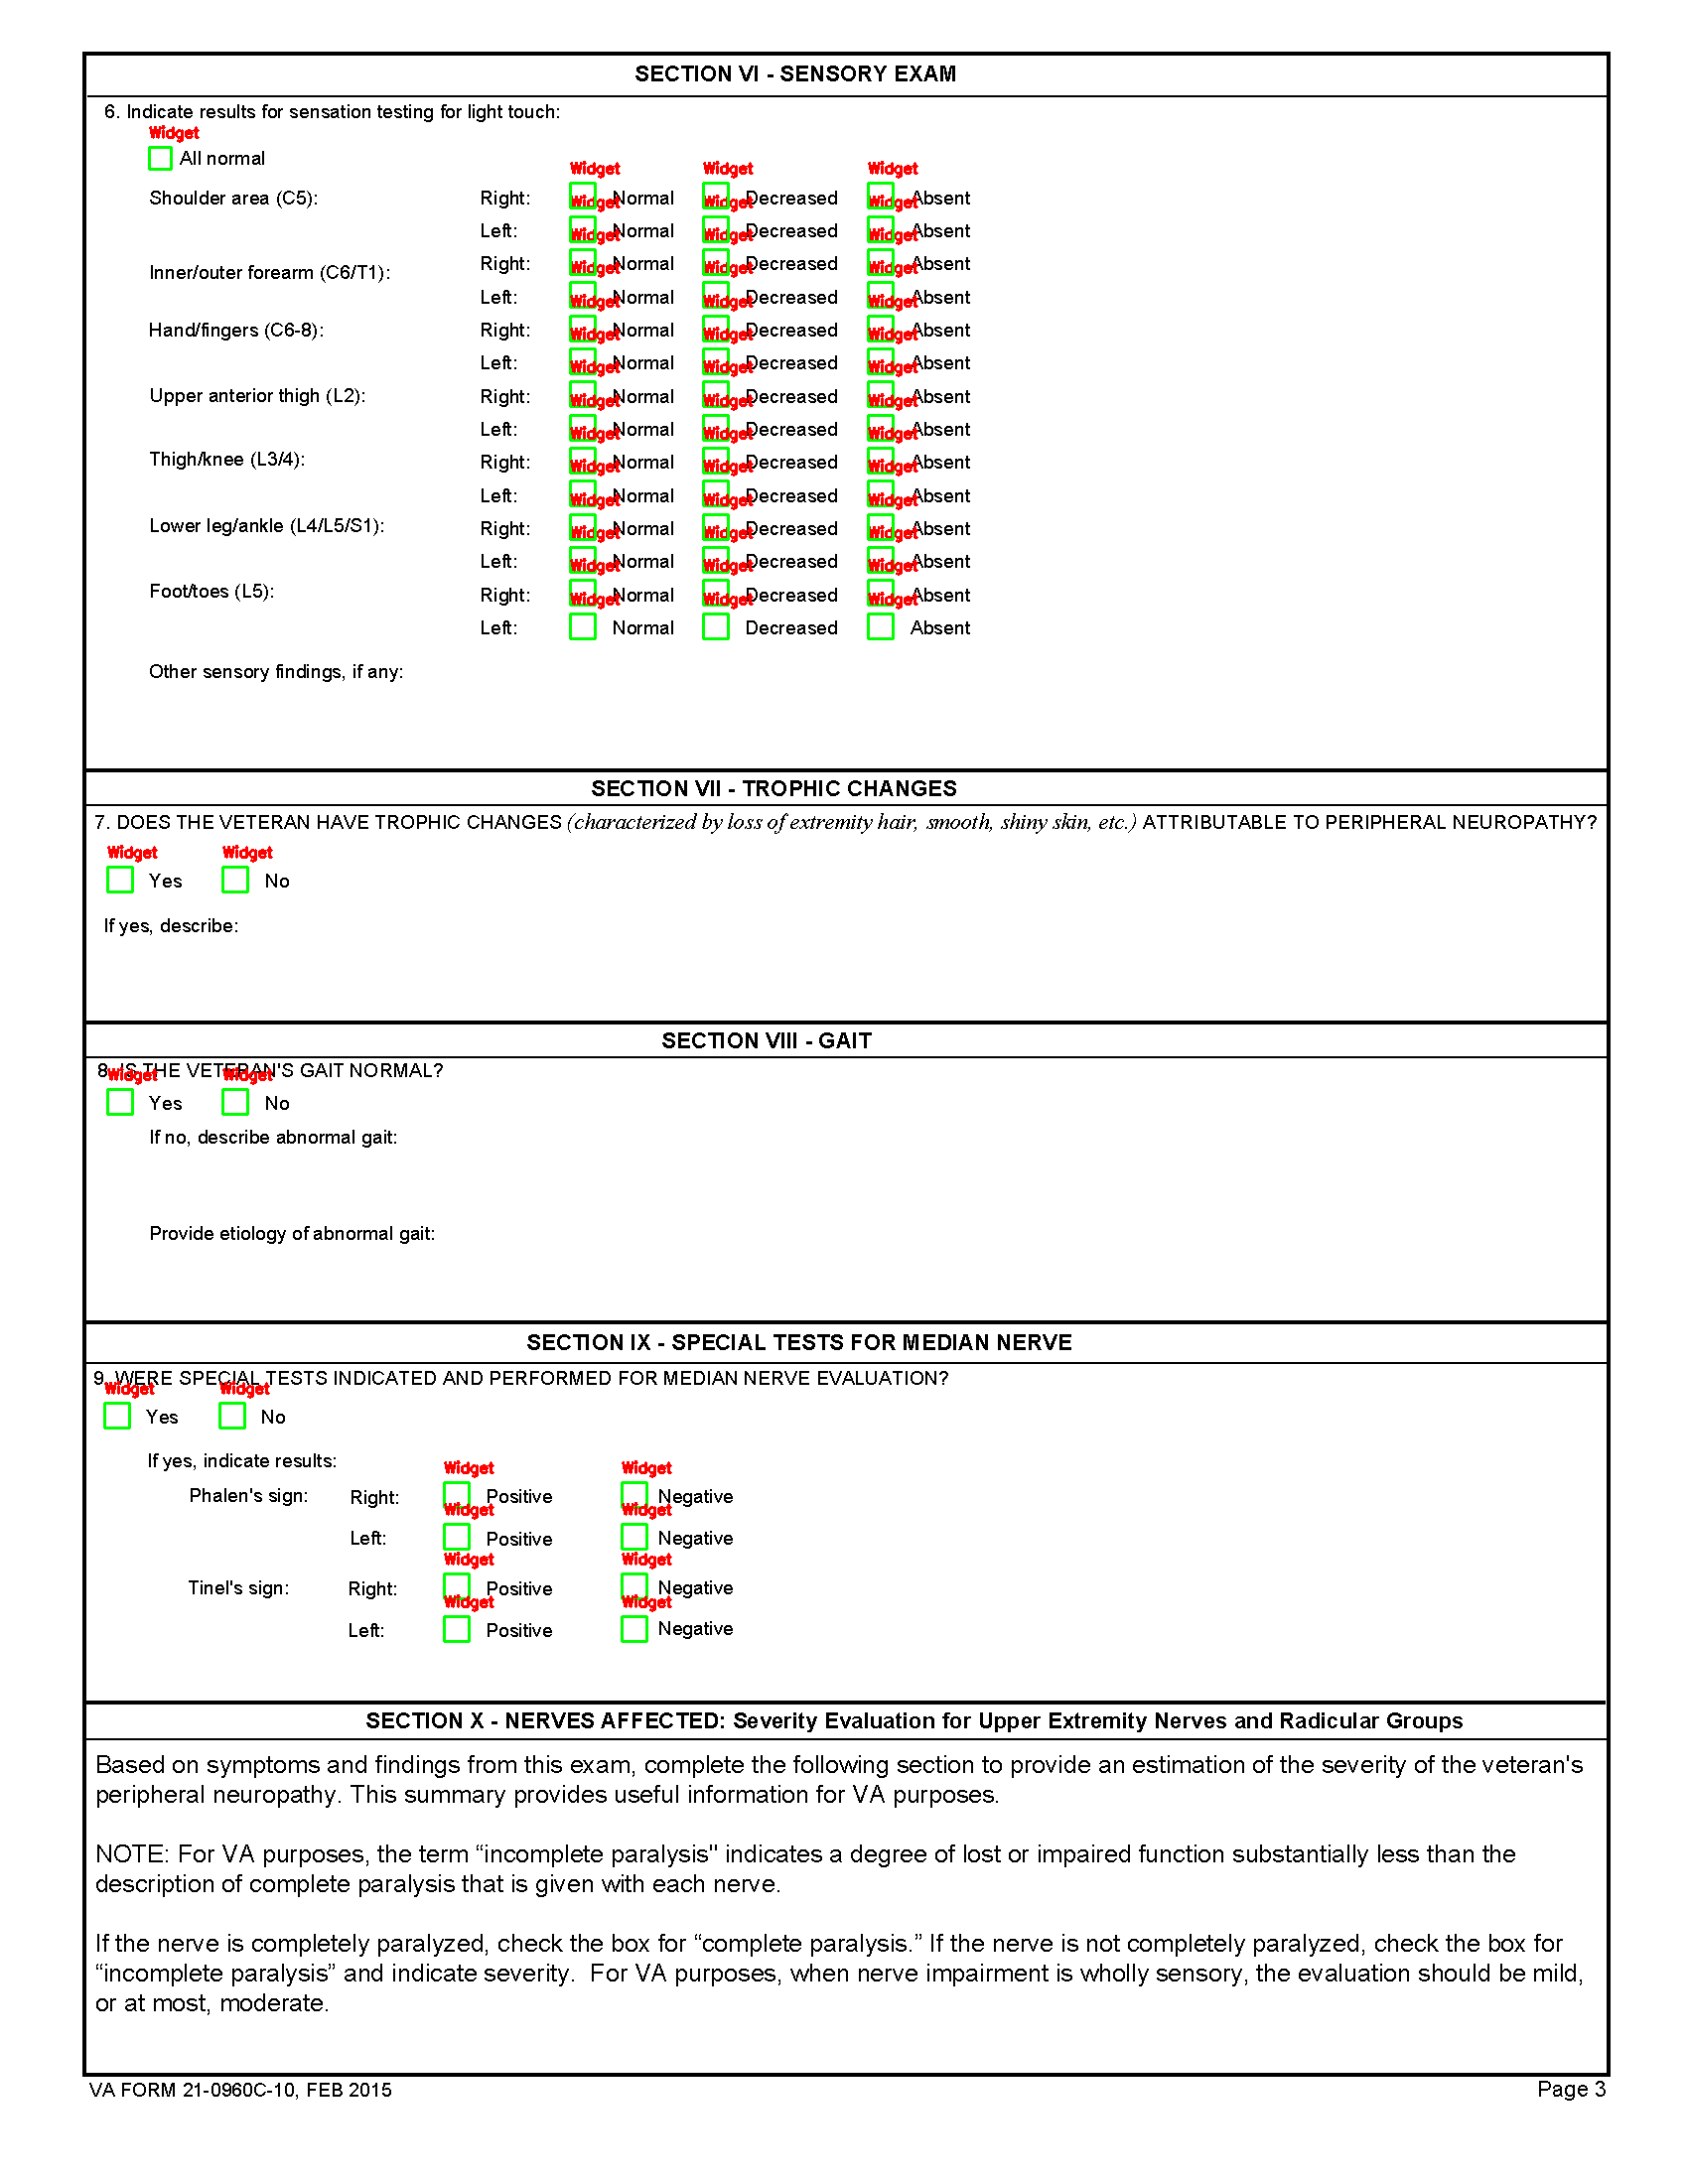 SECTION VI - SENSORY EXAM
6. Indicate results for sensation testing for light touch:
Widget
All normal
Widget Widget Widget
Shoulder area (C5): Right: Normal Decreased Absent
Widget Widget Widget
Left: Normal Decreased Absent
Widget Widget Widget
Inner/outer forearm (C6/T1): Right: Normal Decreased Absent
Widget Widget Widget
Left: Normal Decreased Absent
Widget Widget Widget
Hand/fingers (C6-8): Right: Normal Decreased Absent
Widget Widget Widget
Left: Normal Decreased Absent
Widget Widget Widget
Upper anterior thigh (L2): Right: Normal Decreased Absent
Widget Widget Widget
Left: Normal Decreased Absent
Widget Widget Widget
Thigh/knee (L3/4): Right: Normal Decreased Absent
Widget Widget Widget
Left: Normal Decreased Absent
Widget Widget Widget
Lower leg/ankle (L4/L5/S1): Right: Normal Decreased Absent
Widget Widget Widget
Left: Normal Decreased Absent
Widget Widget Widget
Foot/toes (L5): Right: Normal Decreased Absent
Widget Widget Widget
Left: Normal Decreased Absent
Other sensory findings, if any:
SECTION VII - TROPHIC CHANGES
7. DOES THE VETERAN HAVE TROPHIC CHANGES (characterized by loss of extremity hair, smooth, shiny skin, etc.) ATTRIBUTABLE TO PERIPHERAL NEUROPATHY?
Widget Widget
Yes No
If yes, describe:
SECTION VIII - GAIT
8. IS THE VETERAN'S GAIT NORMAL?
Widget Widget
Yes No
If no, describe abnormal gait:
Provide etiology of abnormal gait:
SECTION IX - SPECIAL TESTS FOR MEDIAN NERVE
9. WERE SPECIAL TESTS INDICATED AND PERFORMED FOR MEDIAN NERVE EVALUATION?
Widget Widget
Yes No
If yes, indicate results:
Widget Widget
Phalen's sign: Right: Positive Negative
Widget Widget
Left: Positive Negative
Widget Widget
Tinel's sign: Right: Positive Negative
Widget Widget
Left: Positive Negative
SECTION X - NERVES AFFECTED: Severity Evaluation for Upper Extremity Nerves and Radicular Groups
Based on symptoms and findings from this exam, complete the following section to provide an estimation of the severity of the veteran's
peripheral neuropathy. This summary provides useful information for VA purposes.
NOTE: For VA purposes, the term “incomplete paralysis" indicates a degree of lost or impaired function substantially less than the
description of complete paralysis that is given with each nerve.
If the nerve is completely paralyzed, check the box for “complete paralysis.” If the nerve is not completely paralyzed, check the box for
“incomplete paralysis” and indicate severity. For VA purposes, when nerve impairment is wholly sensory, the evaluation should be mild,
or at most, moderate.
VA FORM 21-0960C-10, FEB 2015 Page 3